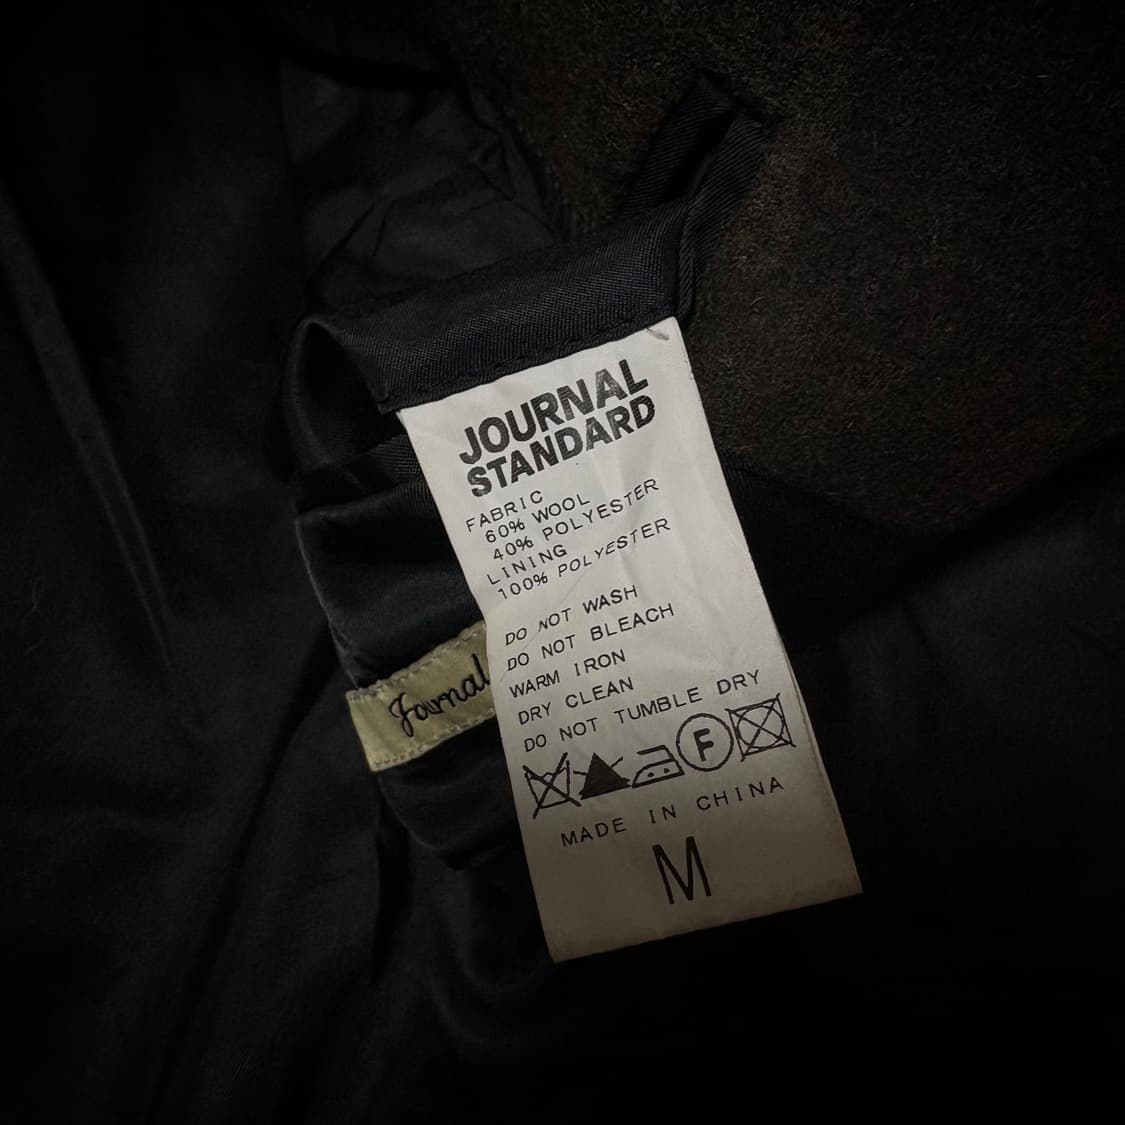 JOURNAL
STANDARD
FABRIC
60% WOOL
40% POLYESTER
LINING
100% POLYESTER
DO NOT WASH
DO NOT BLEACH
WARM IRON
DRY CLEAN
DO NOT TUMBLE DRY
F
MADE IN CHINA
M
Journal